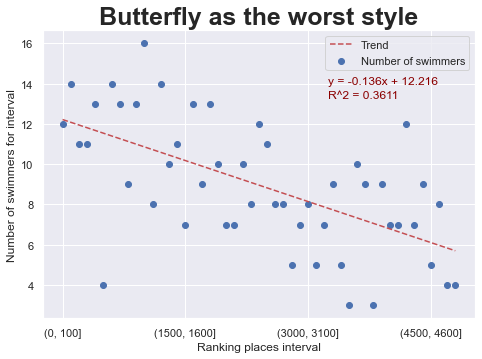 Butterfly as the worst style
Trend
Number of swimmers
y = -0.136x + 12.216
R^2 = 0.3611
16
14
12
10
8
6
4
Number of swimmers for interval
(0, 100]
(1500, 1600]
(3000, 3100]
(4500, 4600]
Ranking places interval